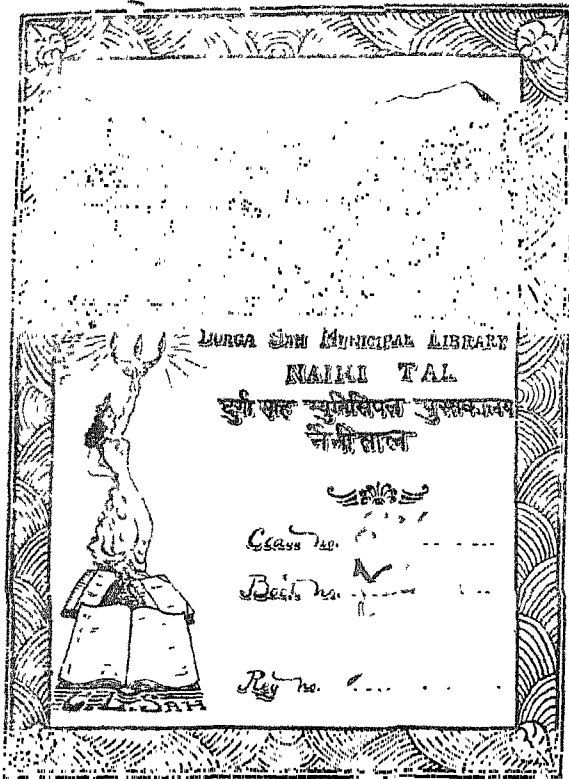 DURGA SAH MUNICIPAL LIBRARY
NAINI TAL
दुर्गा साह म्युनिसिपल पुस्तकालय
नैनीताल
Class no.
Book no.
Reg no.